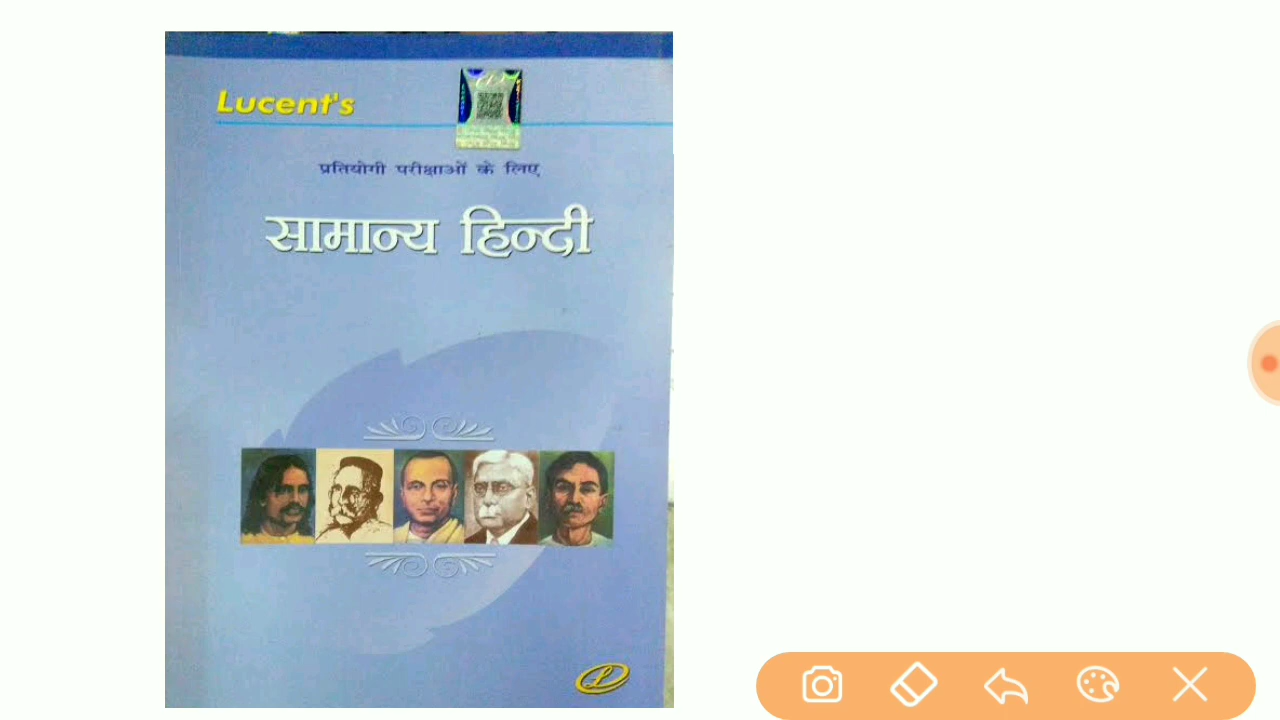 Lucent's
प्रतियोगी परीक्षाओं के लिए
सामान्य हिन्दी